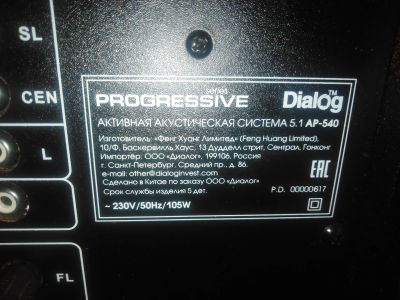 SL
CEN
L
FL
series
PROGRESSIVE
Dialog™
АКТИВНАЯ АКУСТИЧЕСКАЯ СИСТЕМА 5.1 AP-540
Изготовитель: «Фенг Хуанг Лимитед» (Feng Huang Limited),
10/Ф, Баскервилль Хаус, 13 Дудделл стрит, Сентрал, Гонконг
Импортёр: ООО «Диалог», 199106, Россия
г. Санкт-Петербург, Средний пр., д. 86.
e-mail: other@dialoginvest.com
Сделано в Китае по заказу ООО «Диалог»
Срок службы изделия 5 лет.
EAC
P.D. 00000617
~ 230V/50Hz/105W